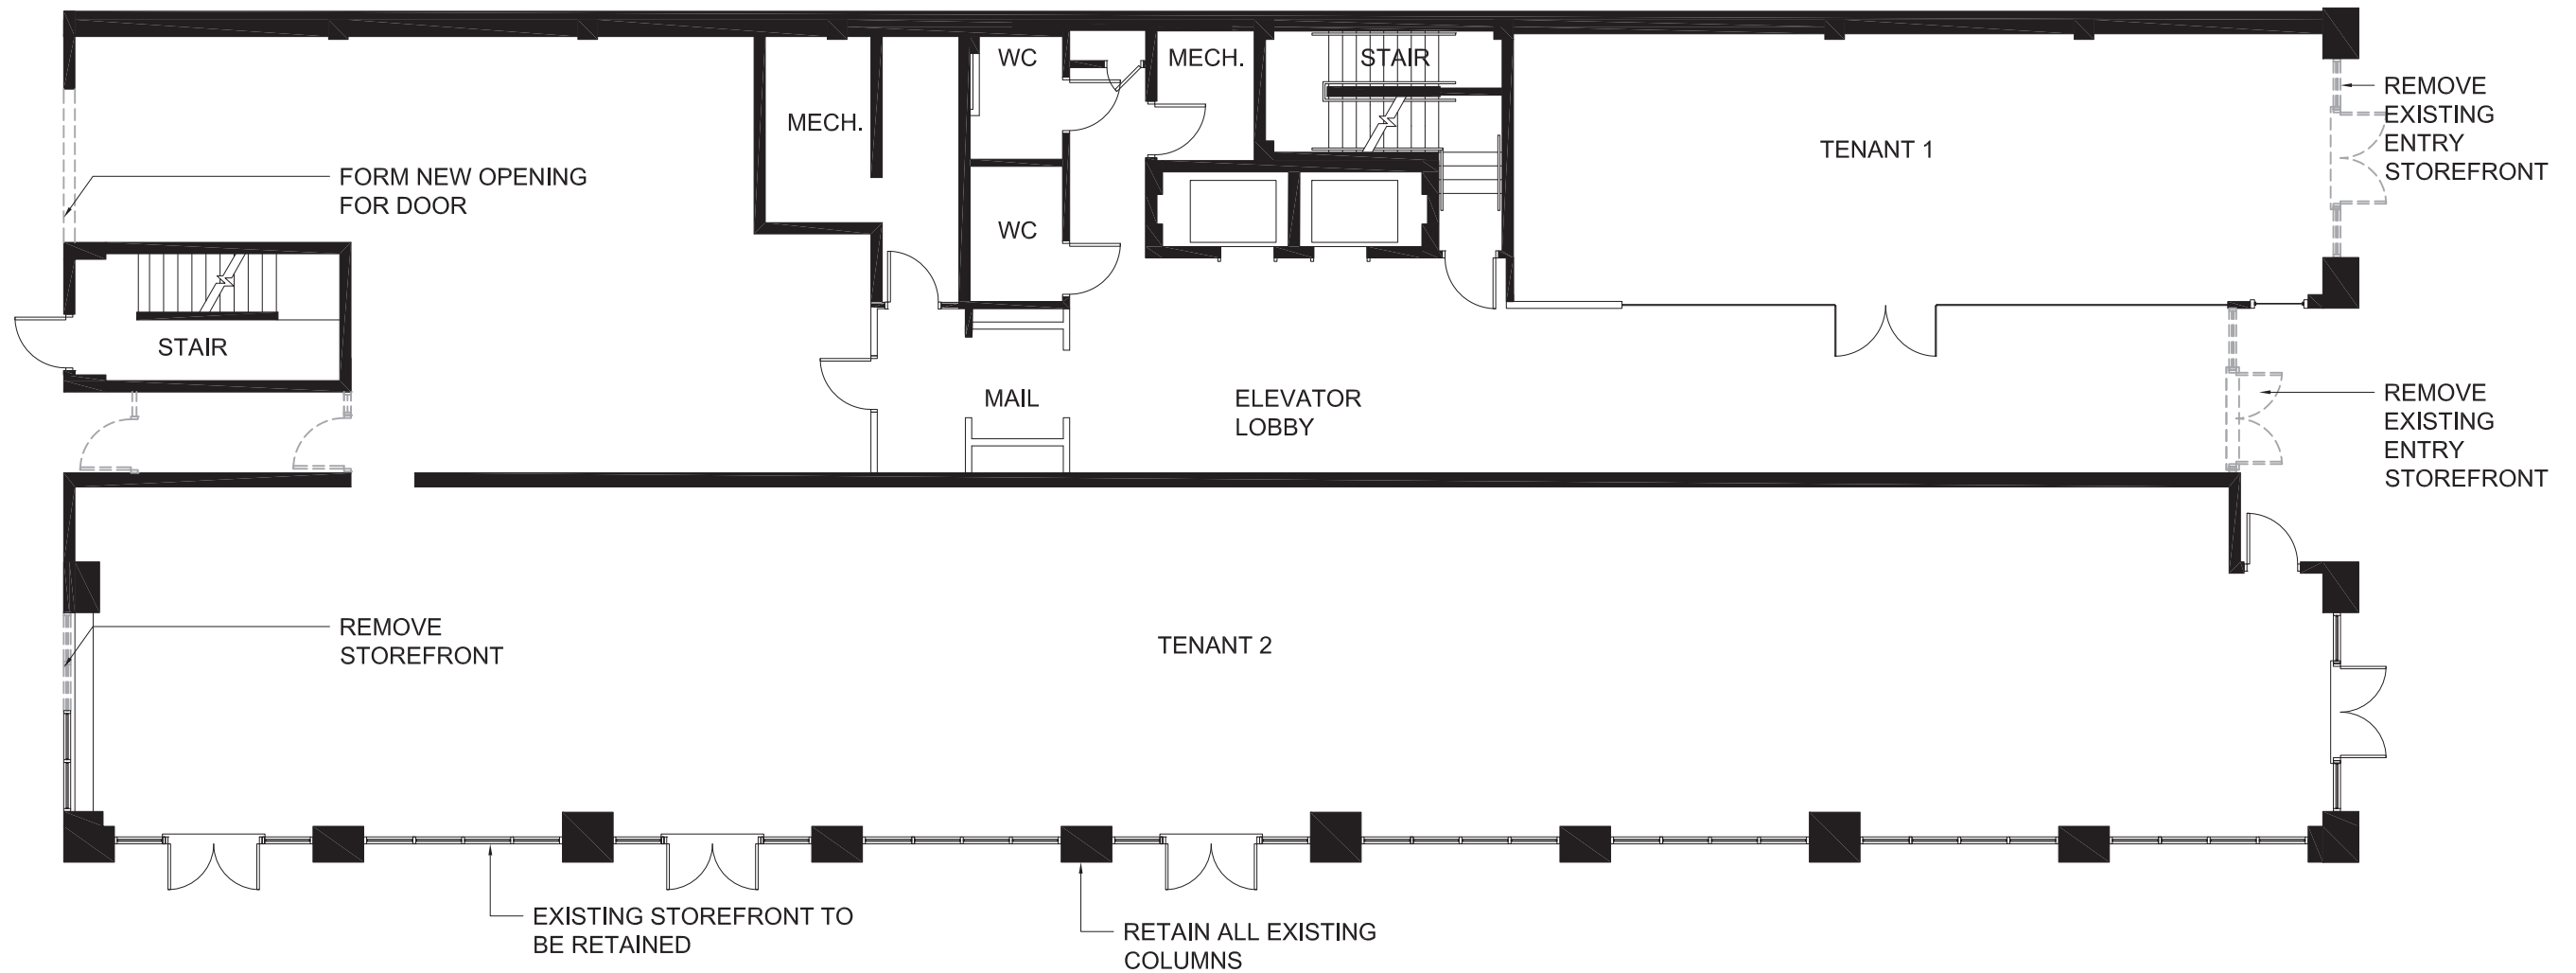 WC
MECH.
STAIR
REMOVE
EXISTING
ENTRY
STOREFRONT
MECH.
TENANT 1
FORM NEW OPENING
FOR DOOR
WC
STAIR
MAIL
ELEVATOR
LOBBY
REMOVE
EXISTING
ENTRY
STOREFRONT
REMOVE
STOREFRONT
TENANT 2
EXISTING STOREFRONT TO
BE RETAINED
RETAIN ALL EXISTING
COLUMNS